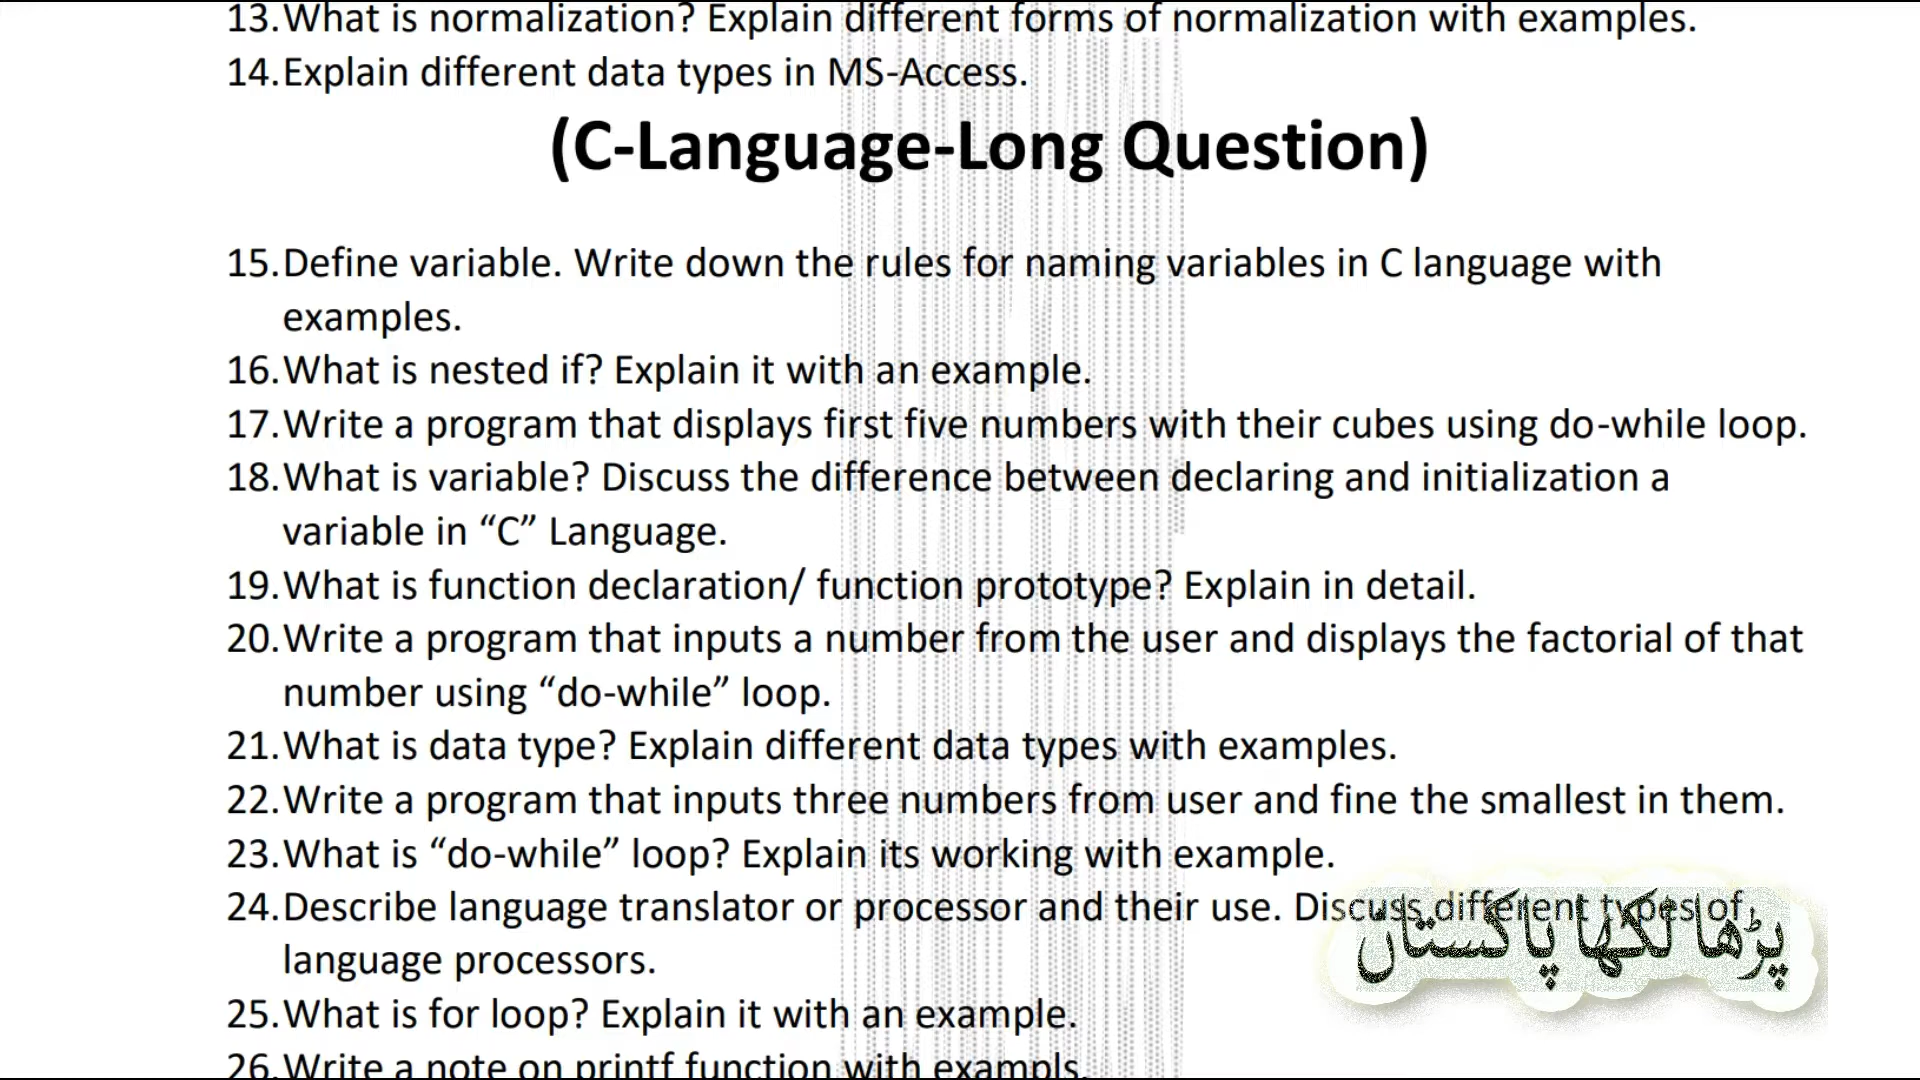 13.What is normalization? Explain different forms of normalization with examples.
14.Explain different data types in MS-Access.
(C-Language-Long Question)
15.Define variable. Write down the rules for naming variables in C language with
examples.
16.What is nested if? Explain it with an example.
17.Write a program that displays first five numbers with their cubes using do-while loop.
18.What is variable? Discuss the difference between declaring and initialization a
variable in “C” Language.
19.What is function declaration/ function prototype? Explain in detail.
20.Write a program that inputs a number from the user and displays the factorial of that
number using “do-while” loop.
21.What is data type? Explain different data types with examples.
22.Write a program that inputs three numbers from user and fine the smallest in them.
23.What is “do-while” loop? Explain its working with example.
24.Describe language translator or processor and their use. Discuss different types of
language processors.
پڑھا لکھا پاکستان
25.What is for loop? Explain it with an example.
26.Write a note on printf function with exampls.